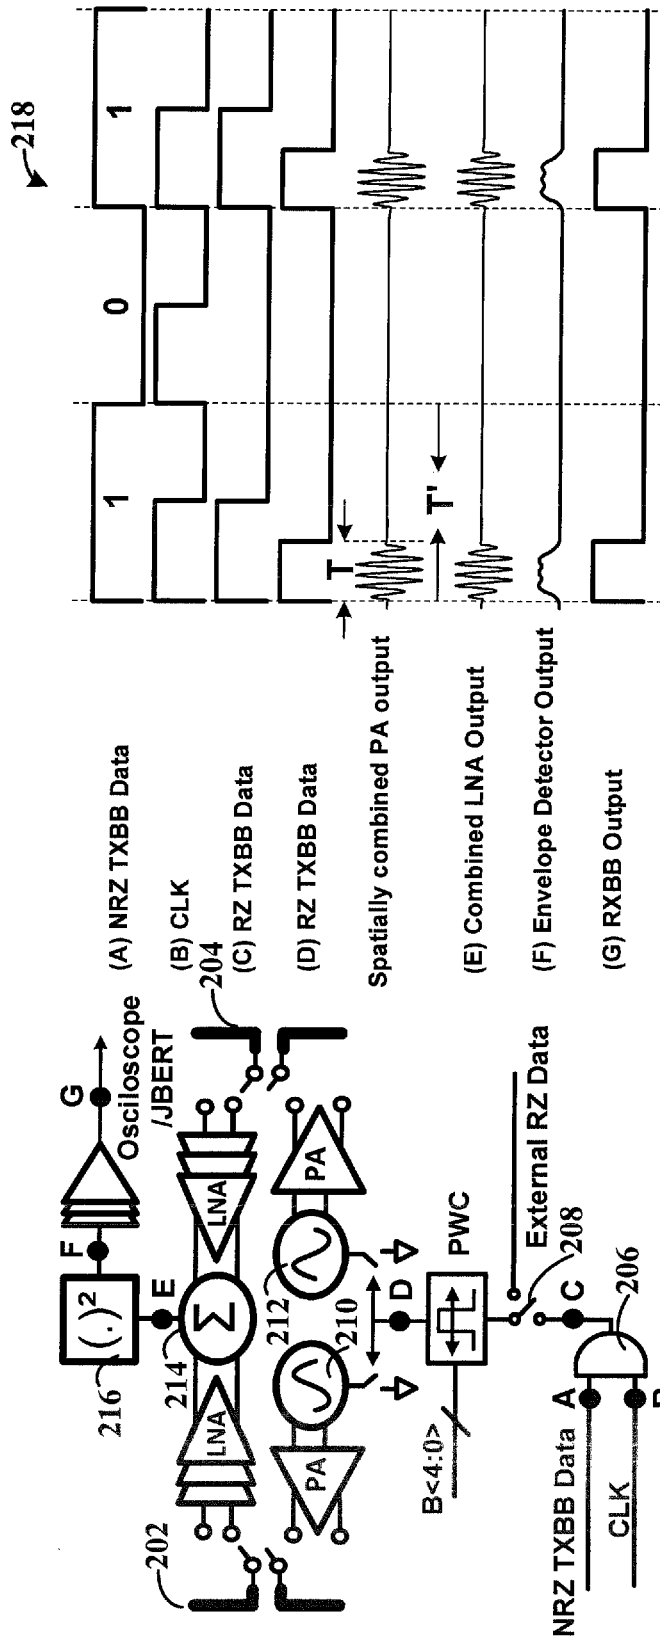 218
1 0 1
(A) NRZ TXBB Data
(B) CLK
(C) RZ TXBB Data
(D) RZ TXBB Data
T
Spatially combined PA output
T'
(E) Combined LNA Output
(F) Envelope Detector Output
(G) RXBB Output
G
Osciloscope
/JBERT
F
(.)²
216
E
214
Σ
LNA
LNA
202
204
PA
PA
210
212
D
PWC
B<4:0>
External RZ Data
208
C
206
A
NRZ TXBB Data
CLK